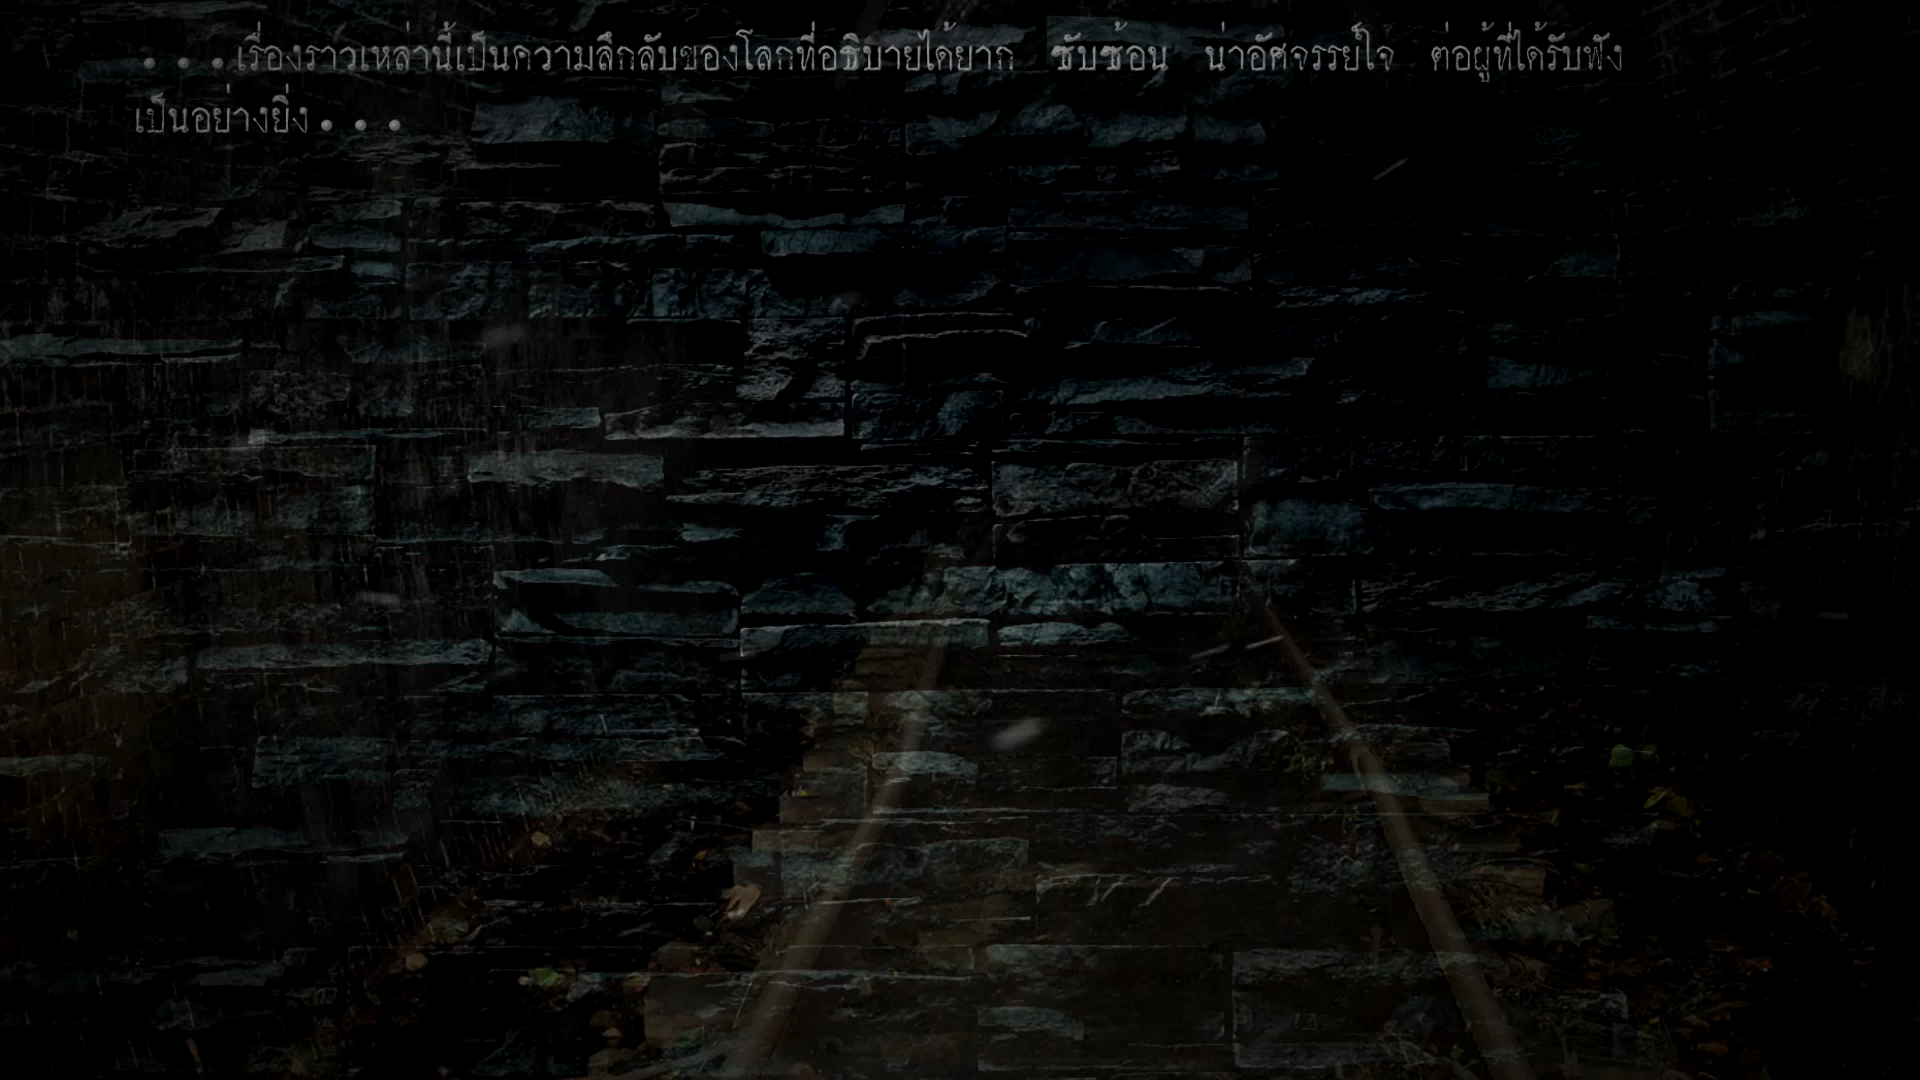 ...เรื่องราวเหล่านี้เป็นความลึกลับของโลกที่อธิบายได้ยาก ซับซ้อน น่าอัศจรรย์ใจ ต่อผู้ที่ได้รับฟัง
เป็นอย่างยิ่ง...